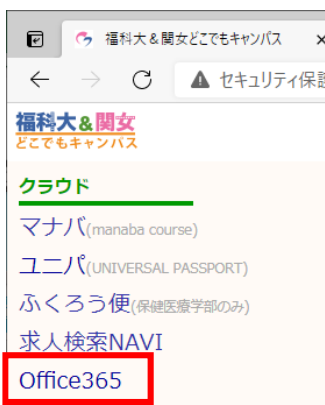 福科大＆関女どこでもキャンパス
セキュリティ保
福科大&関女
どこでもキャンパス
クラウド
マナバ(manaba course)
ユニパ(UNIVERSAL PASSPORT)
ふくろう便(保健医療学部のみ)
求人検索NAVI
Office365